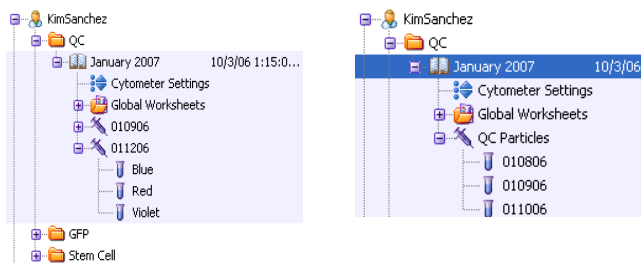 KimSanchez
QC
January 2007 10/3/06 1:15:0...
Cytometer Settings
Global Worksheets
010906
011206
Blue
Red
Violet
GFP
Stem Cell
KimSanchez
QC
January 2007 10/3/06
Cytometer Settings
Global Worksheets
QC Particles
010806
010906
011006